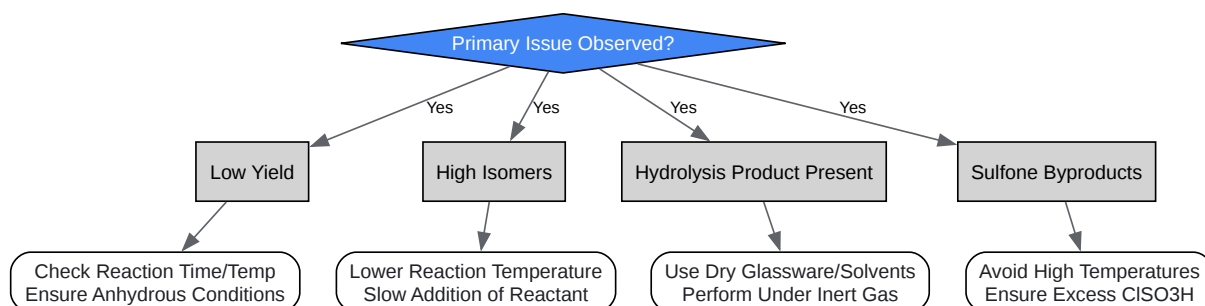 Primary Issue Observed?
Yes
Yes
Yes
Yes
Low Yield
High Isomers
Hydrolysis Product Present
Sulfone Byproducts
Check Reaction Time/Temp
Ensure Anhydrous Conditions
Lower Reaction Temperature
Slow Addition of Reactant
Use Dry Glassware/Solvents
Perform Under Inert Gas
Avoid High Temperatures
Ensure Excess ClSO3H